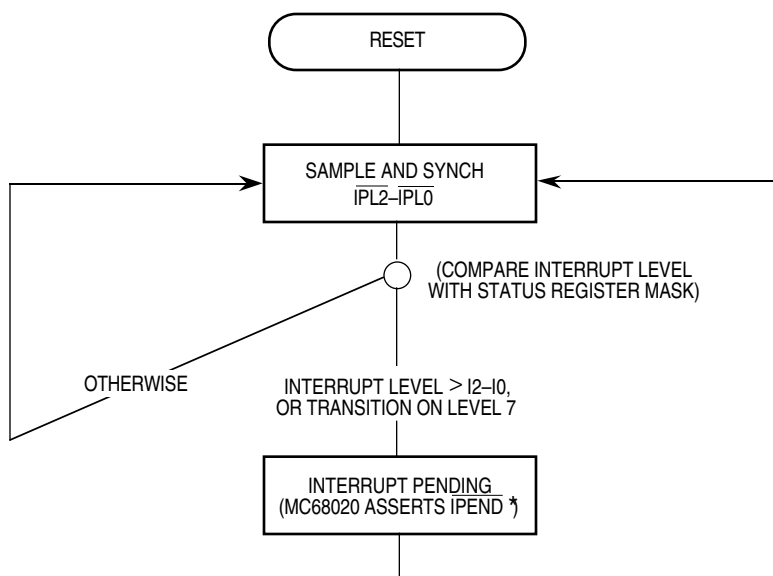 RESET
SAMPLE AND SYNCH
IPL2–IPL0
(COMPARE INTERRUPT LEVEL
WITH STATUS REGISTER MASK)
OTHERWISE
INTERRUPT LEVEL > I2–I0,
OR TRANSITION ON LEVEL 7
INTERRUPT PENDING
(MC68020 ASSERTS IPEND *)